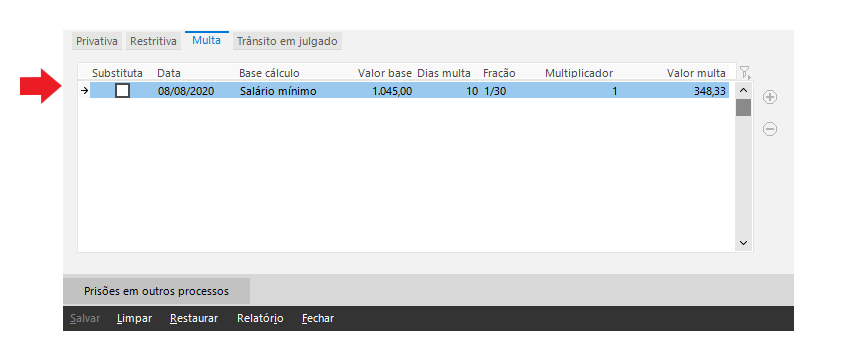 Privativa Restritiva Multa Trânsito em julgado
Substituta Data Base cálculo Valor base Dias multa Fracão Multiplicador Valor multa
08/08/2020 Salário mínimo 1.045,00 10 1/30 1 348,33
Prisões em outros processos
Salvar Limpar Restaurar Relatório Fechar